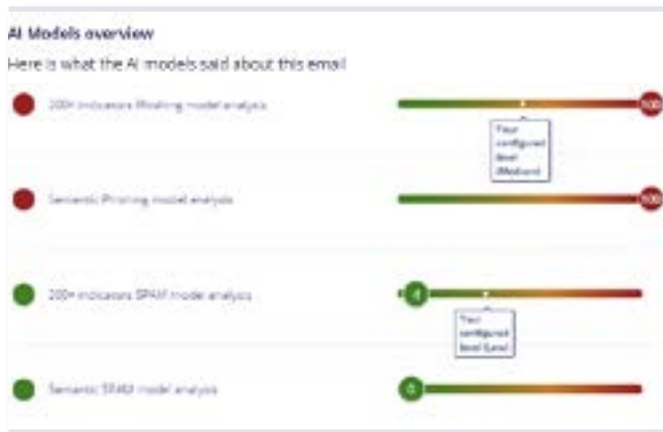 AI Models overview
Here is what the AI models said about this email
200+ indicators Phishing model analysis
100
Your
configured
level
(Medium)
Semantic Phishing model analysis
100
200+ indicators SPAM model analysis
Your
configured
level (Low)
Semantic SPAM model analysis
0